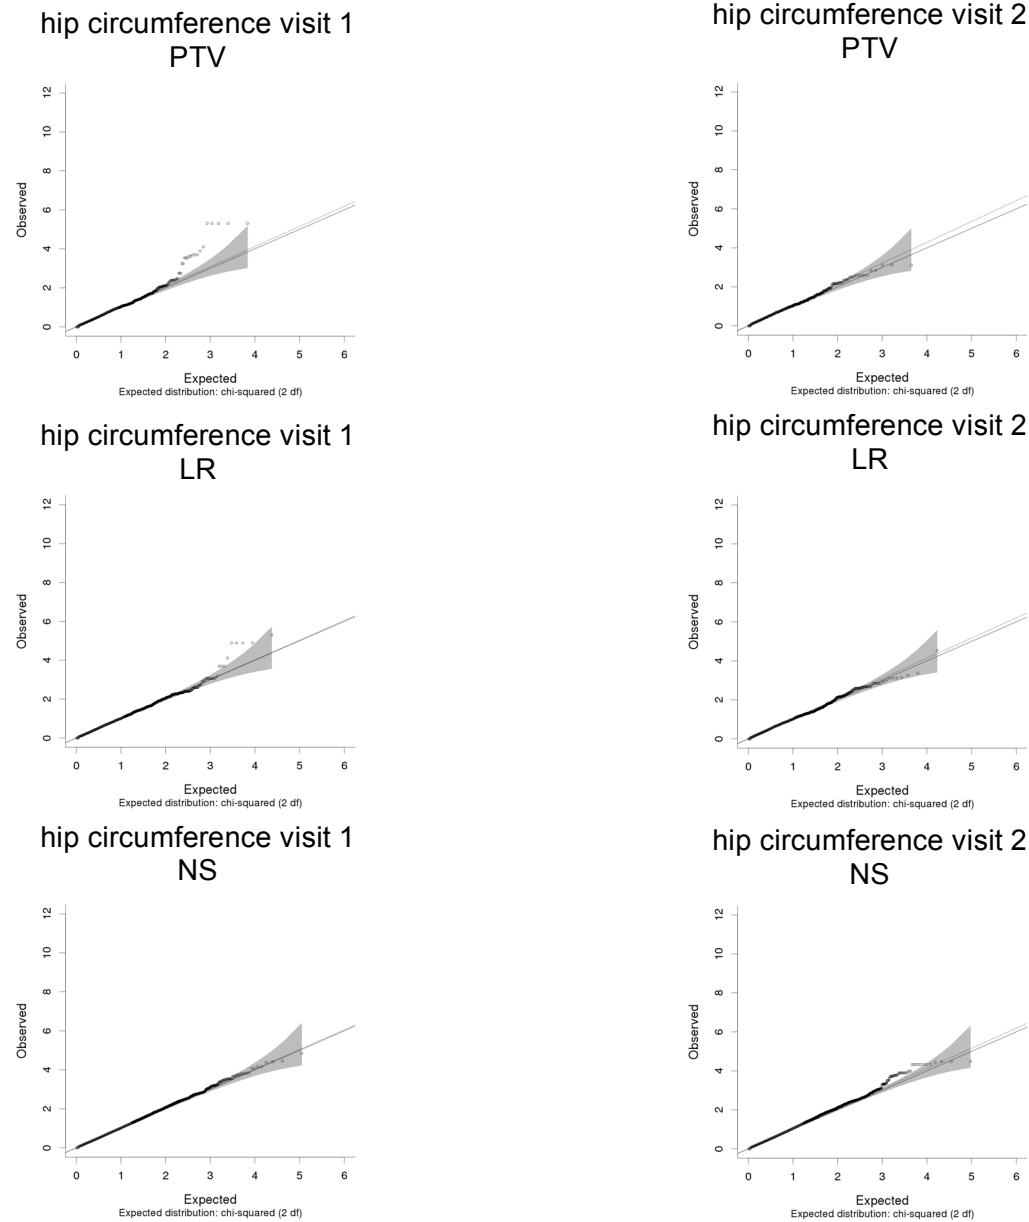 hip circumference visit 1
PTV
12
10
8
6
4
2
0
Observed
0 1 2 3 4 5 6
Expected
Expected distribution: chi-squared (2 df)
hip circumference visit 2
PTV
12
10
8
6
4
2
0
Observed
0 1 2 3 4 5 6
Expected
Expected distribution: chi-squared (2 df)
hip circumference visit 1
LR
12
10
8
6
4
2
0
Observed
0 1 2 3 4 5 6
Expected
Expected distribution: chi-squared (2 df)
hip circumference visit 2
LR
12
10
8
6
4
2
0
Observed
0 1 2 3 4 5 6
Expected
Expected distribution: chi-squared (2 df)
hip circumference visit 1
NS
12
10
8
6
4
2
0
Observed
0 1 2 3 4 5 6
Expected
Expected distribution: chi-squared (2 df)
hip circumference visit 2
NS
12
10
8
6
4
2
0
Observed
0 1 2 3 4 5 6
Expected
Expected distribution: chi-squared (2 df)